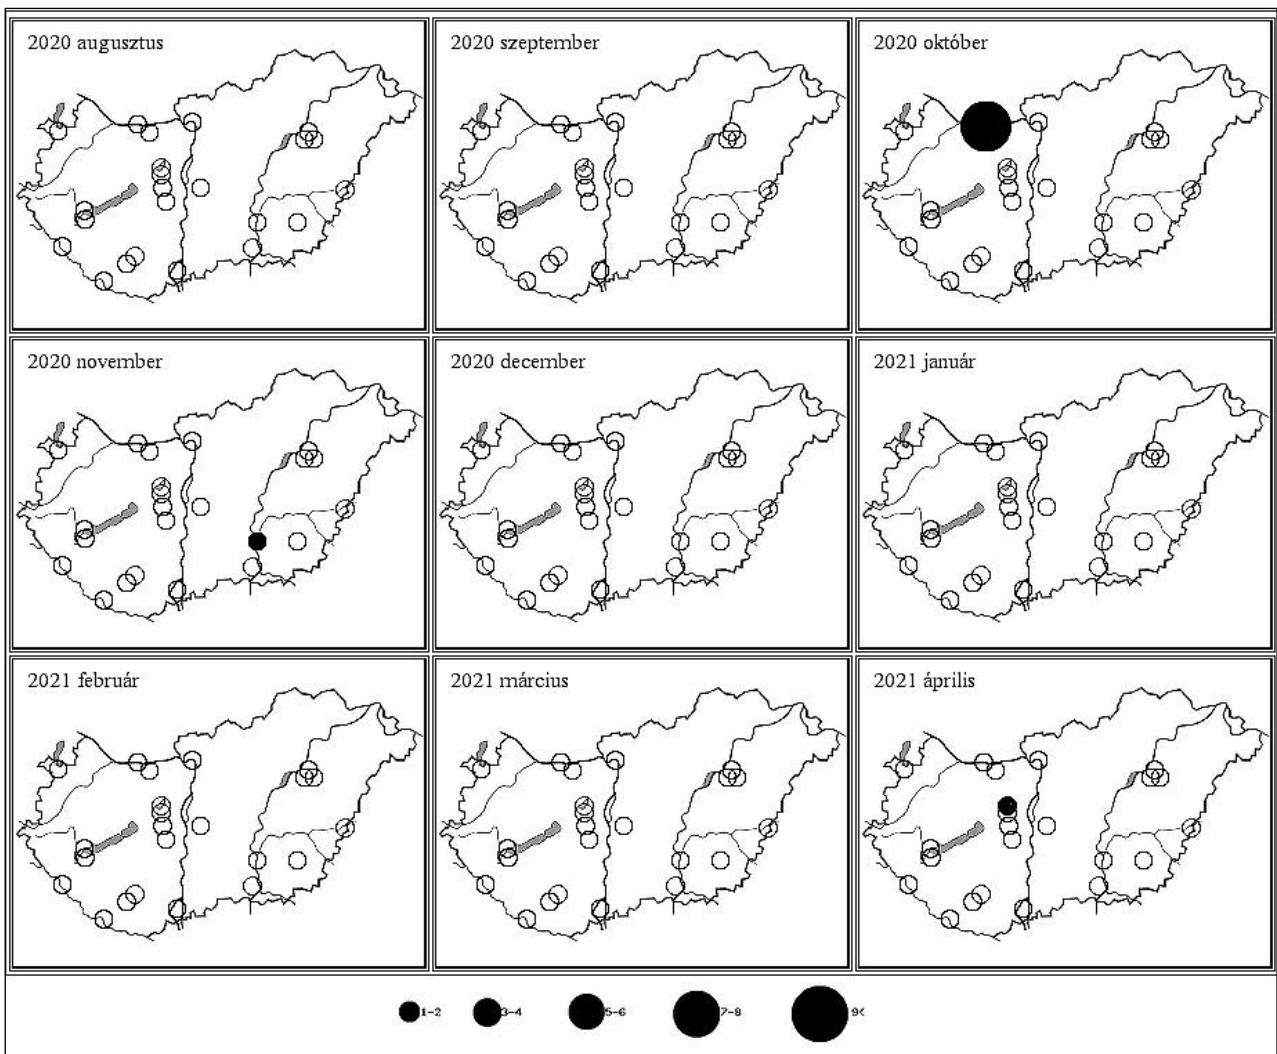 2020 augusztus
2020 szeptember
2020 október
2020 november
2020 december
2021 január
2021 február
2021 március
2021 április
1-2 3-4 5-6 7-8 9<